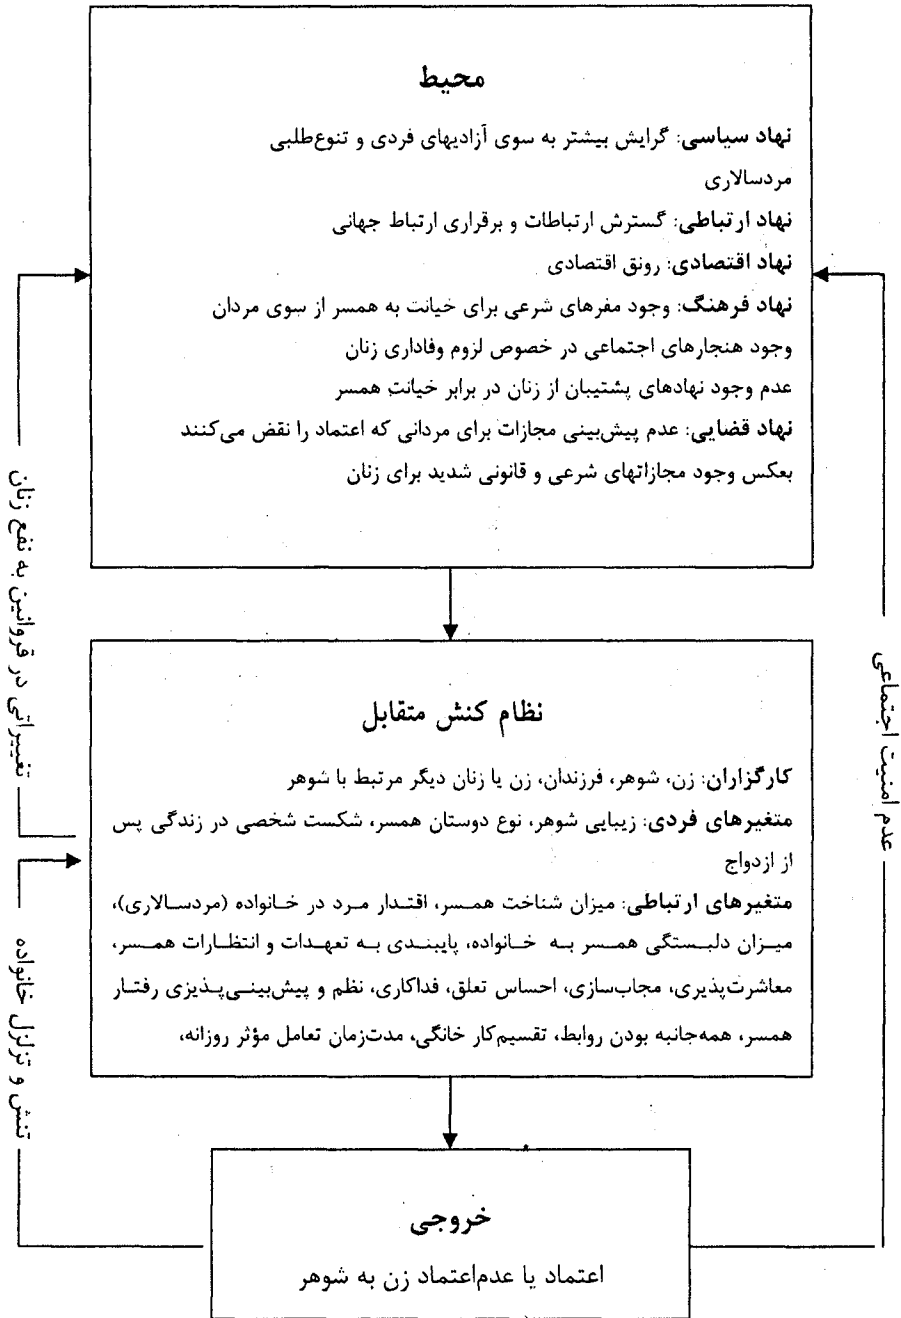 محیط
نهاد سیاسی: گرایش بیشتر به سوی آزادیهای فردی و تنوع‌طلبی
مردسالاری
نهاد ارتباطی: گسترش ارتباطات و برقراری ارتباط جهانی
نهاد اقتصادی: رونق اقتصادی
نهاد فرهنگ: وجود مفرهای شرعی برای خیانت به همسر از سوی مردان
وجود هنجارهای اجتماعی در خصوص لزوم وفاداری زنان
عدم وجود نهادهای پشتیبان از زنان در برابر خیانت همسر
نهاد قضایی: عدم پیش‌بینی مجازات برای مردانی که اعتماد را نقض می‌کنند
بعکس وجود مجازاتهای شرعی و قانونی شدید برای زنان
نظام کنش متقابل
کارگزاران: زن، شوهر، فرزندان، زن یا زنان دیگر مرتبط با شوهر
متغیرهای فردی: زیبایی شوهر، نوع دوستان همسر، شکست شخصی در زندگی پس
از ازدواج
متغیرهای ارتباطی: میزان شناخت همسر، اقتدار مرد در خانواده (مردسالاری)،
میزان دلبستگی همسر به خانواده، پایبندی به تعهدات و انتظارات همسر،
معاشرت‌پذیری، مجاب‌سازی، احساس تعلق، فداکاری، نظم و پیش‌بینی‌پذیزی رفتار
همسر، همه‌جانبه بودن روابط، تقسیم‌کار خانگی، مدت‌زمان تعامل مؤثر روزانه،
خروجی
اعتماد یا عدم‌اعتماد زن به شوهر
عدم امنیت اجتماعی
تغییراتی در قروانین به نفع زنان
تنش و تزلزل خانواده